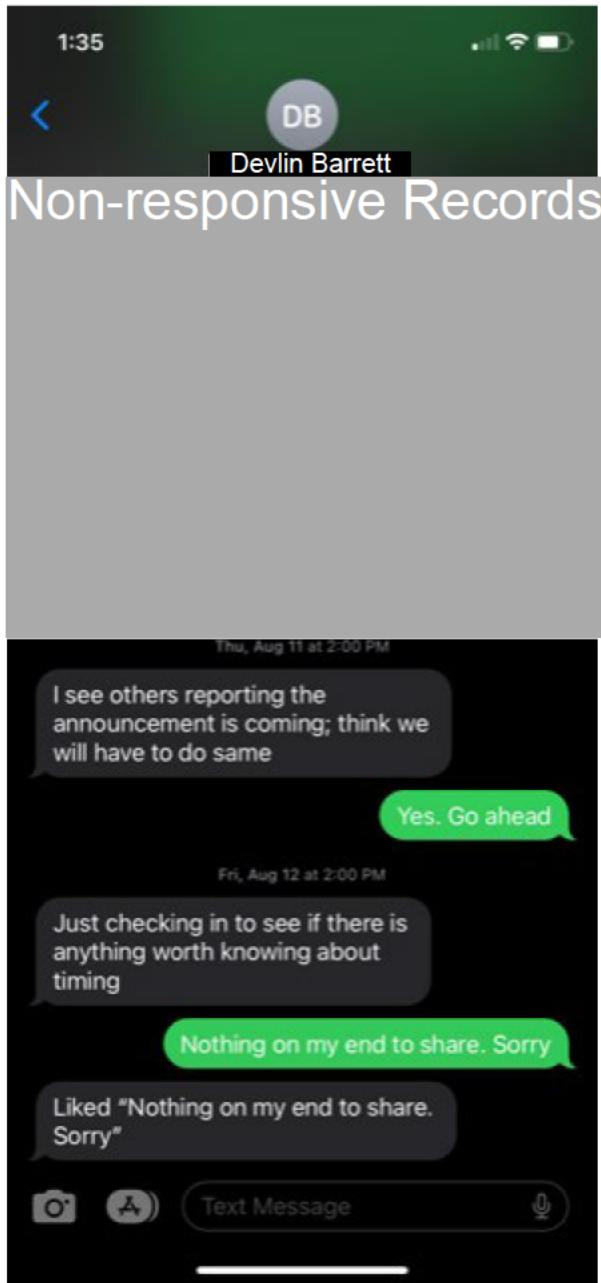 1:35
DB
Devlin Barrett
Non-responsive Records
Thu, Aug 11 at 2:00 PM
I see others reporting the
announcement is coming; think we
will have to do same
Yes. Go ahead
Fri, Aug 12 at 2:00 PM
Just checking in to see if there is
anything worth knowing about
timing
Nothing on my end to share. Sorry
Liked “Nothing on my end to share.
Sorry”
Text Message